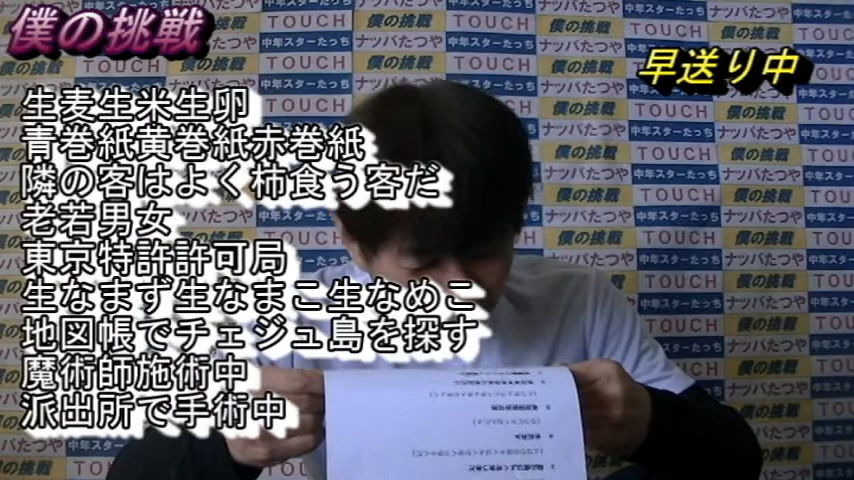 僕の挑戦
早送り中
生麦生米生卵
青巻紙黄巻紙赤巻紙
隣の客はよく柿食う客だ
老若男女
東京特許許可局
生なまず生なまこ生なめこ
地図帳でチェジュ島を探す
魔術師施術中
派出所で手術中
TOUCH
僕の挑戦
中年スターたっち
ナツバたつや